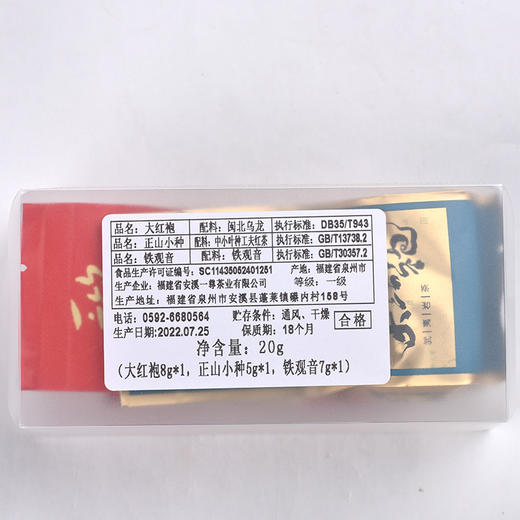 品名：大红袍 配料：闽北乌龙 执行标准：DB35/T943
品名：正山小种 配料：中小叶种工夫红茶 执行标准：GB/T13738.2
品名：铁观音 配料：铁观音 执行标准：GB/T30357.2
食品生产许可证编号：SC11435052401251 产地：福建省泉州市
生产企业：福建省安溪一尊茶业有限公司 等级：一级
生产地址：福建省泉州市安溪县蓬莱镇礤内村158号
电话：0592-6680564 贮存条件：通风、干燥
生产日期:2022.07.25 保质期：18个月 合格
净含量：20g
（大红袍8g*1，正山小种5g*1，铁观音7g*1）